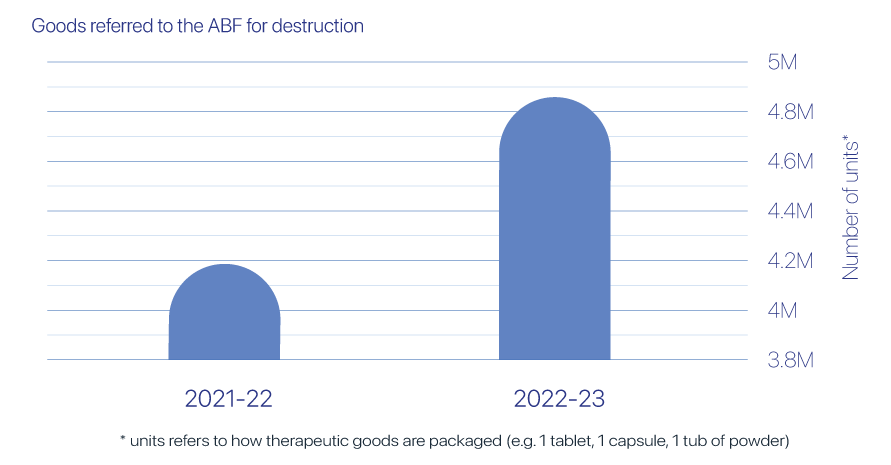 Goods referred to the ABF for destruction
5M
4.8M
4.6M
4.4M
4.2M
4M
3.8M
Number of units*
2021-22
2022-23
* units refers to how therapeutic goods are packaged (e.g. 1 tablet, 1 capsule, 1 tub of powder)